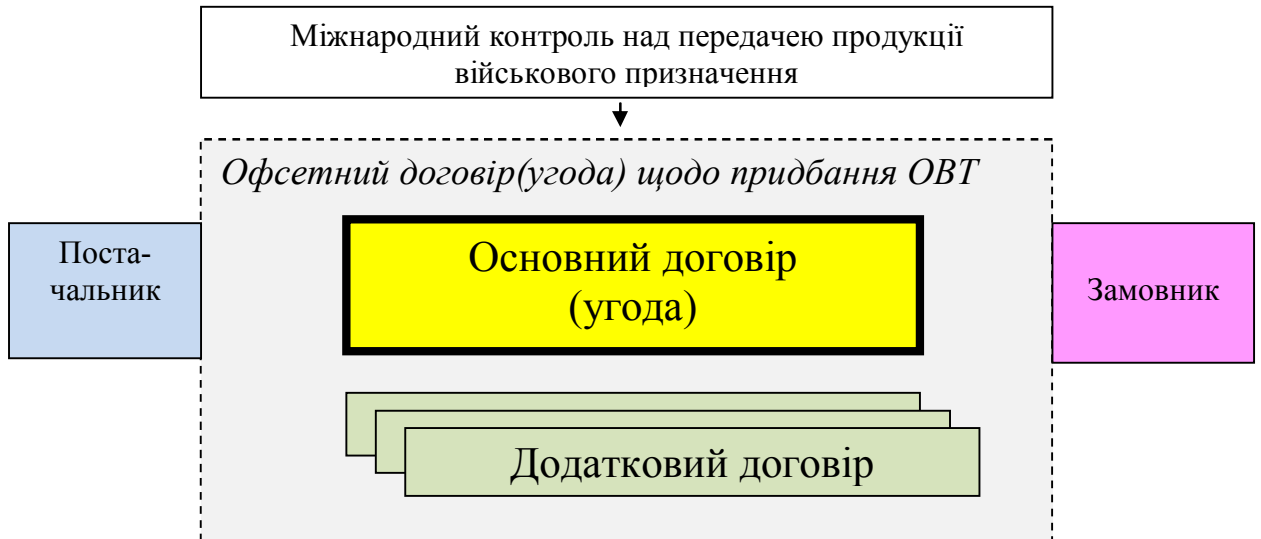 Міжнародний контроль над передачею продукції
військового призначення
Офсетний договір(угода) щодо придбання ОВТ
Поста-
чальник
Основний договір
(угода)
Замовник
Додатковий договір